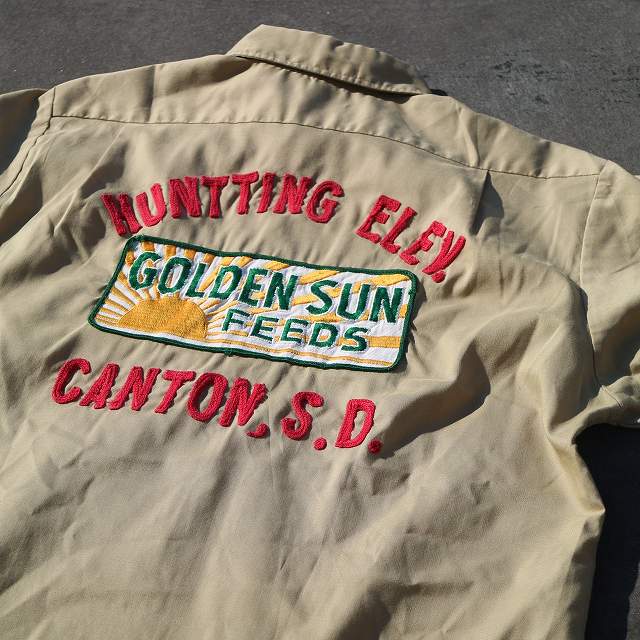 HUNTTING ELEV.
GOLDEN SUN
FEEDS
CANTON, S.D.